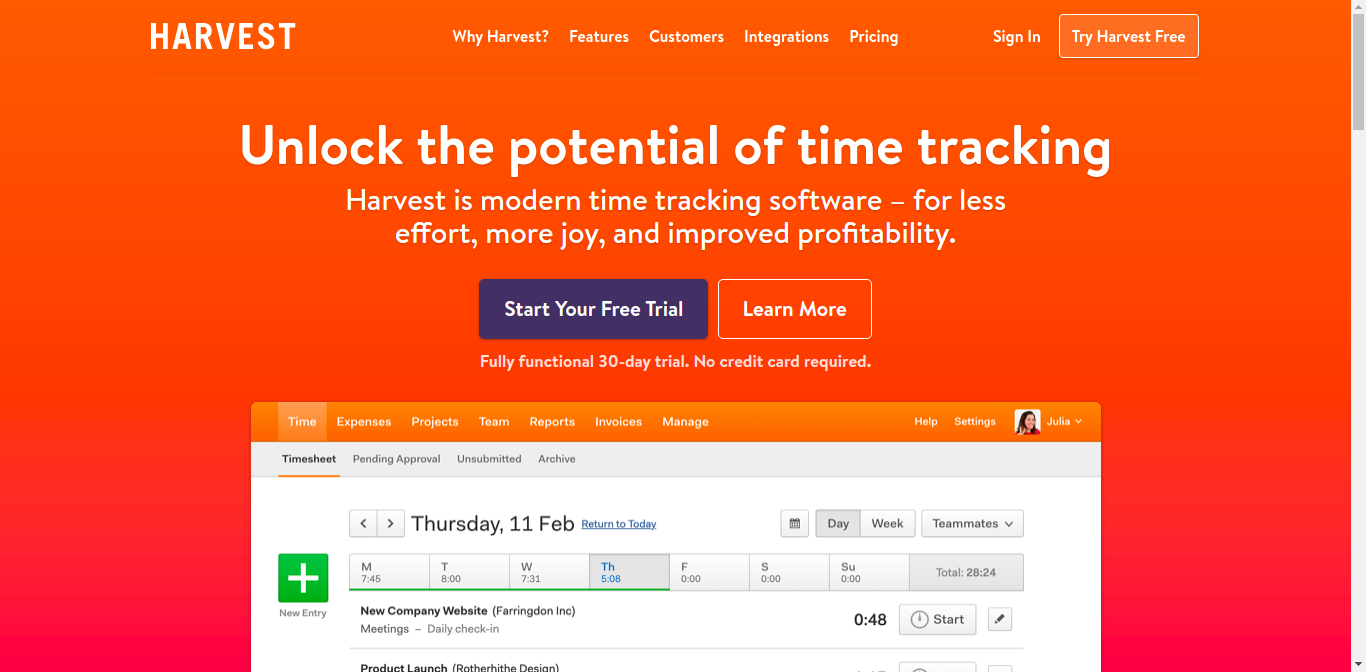 HARVEST
Why Harvest? Features Customers Integrations Pricing Sign In Try Harvest Free
Unlock the potential of time tracking
Harvest is modern time tracking software – for less
effort, more joy, and improved profitability.
Start Your Free Trial Learn More
Fully functional 30-day trial. No credit card required.
Time Expenses Projects Team Reports Invoices Manage Help Settings Julia
Timesheet Pending Approval Unsubmitted Archive
Thursday, 11 Feb Return to Today Day Week Teammates
M T W Th F S Su
7:45 8:00 7:31 5:08 0:00 0:00 0:00 Total: 28:24
New Entry
New Company Website (Farringdon Inc)
Meetings – Daily check-in
0:48 Start
Product Launch (Rotherhithe Design)